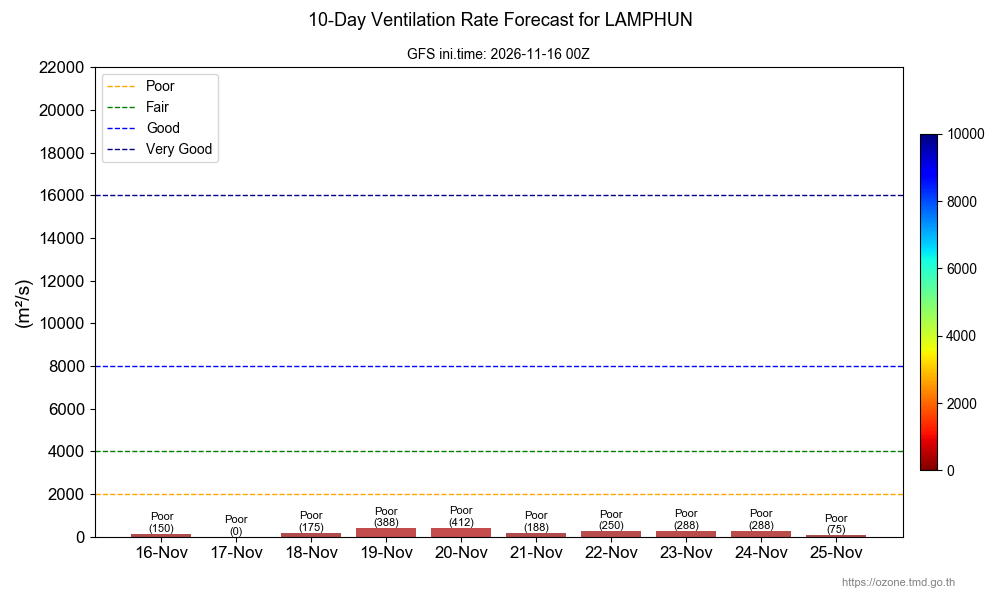 10-Day Ventilation Rate Forecast for LAMPHUN
GFS ini.time: 2026-11-16 00Z
(m²/s)
22000
20000
18000
16000
14000
12000
10000
8000
6000
4000
2000
0
Poor
Fair
Good
Very Good
Poor
(150)
Poor
(0)
Poor
(175)
Poor
(388)
Poor
(412)
Poor
(188)
Poor
(250)
Poor
(288)
Poor
(288)
Poor
(75)
16-Nov 17-Nov 18-Nov 19-Nov 20-Nov 21-Nov 22-Nov 23-Nov 24-Nov 25-Nov
10000
8000
6000
4000
2000
0
https://ozone.tmd.go.th